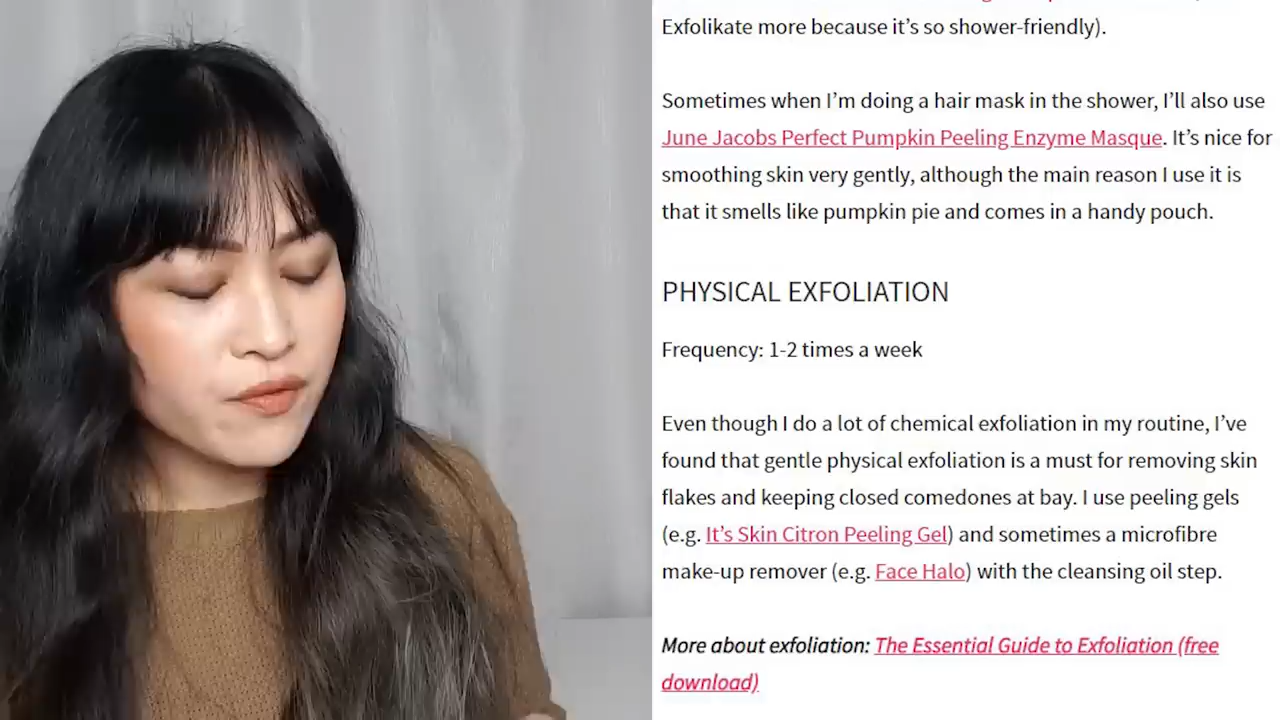 Exfolikate more because it’s so shower-friendly).
Sometimes when I’m doing a hair mask in the shower, I’ll also use
June Jacobs Perfect Pumpkin Peeling Enzyme Masque. It’s nice for
smoothing skin very gently, although the main reason I use it is
that it smells like pumpkin pie and comes in a handy pouch.
PHYSICAL EXFOLIATION
Frequency: 1-2 times a week
Even though I do a lot of chemical exfoliation in my routine, I’ve
found that gentle physical exfoliation is a must for removing skin
flakes and keeping closed comedones at bay. I use peeling gels
(e.g. It’s Skin Citron Peeling Gel) and sometimes a microfibre
make-up remover (e.g. Face Halo) with the cleansing oil step.
More about exfoliation: The Essential Guide to Exfoliation (free
download)